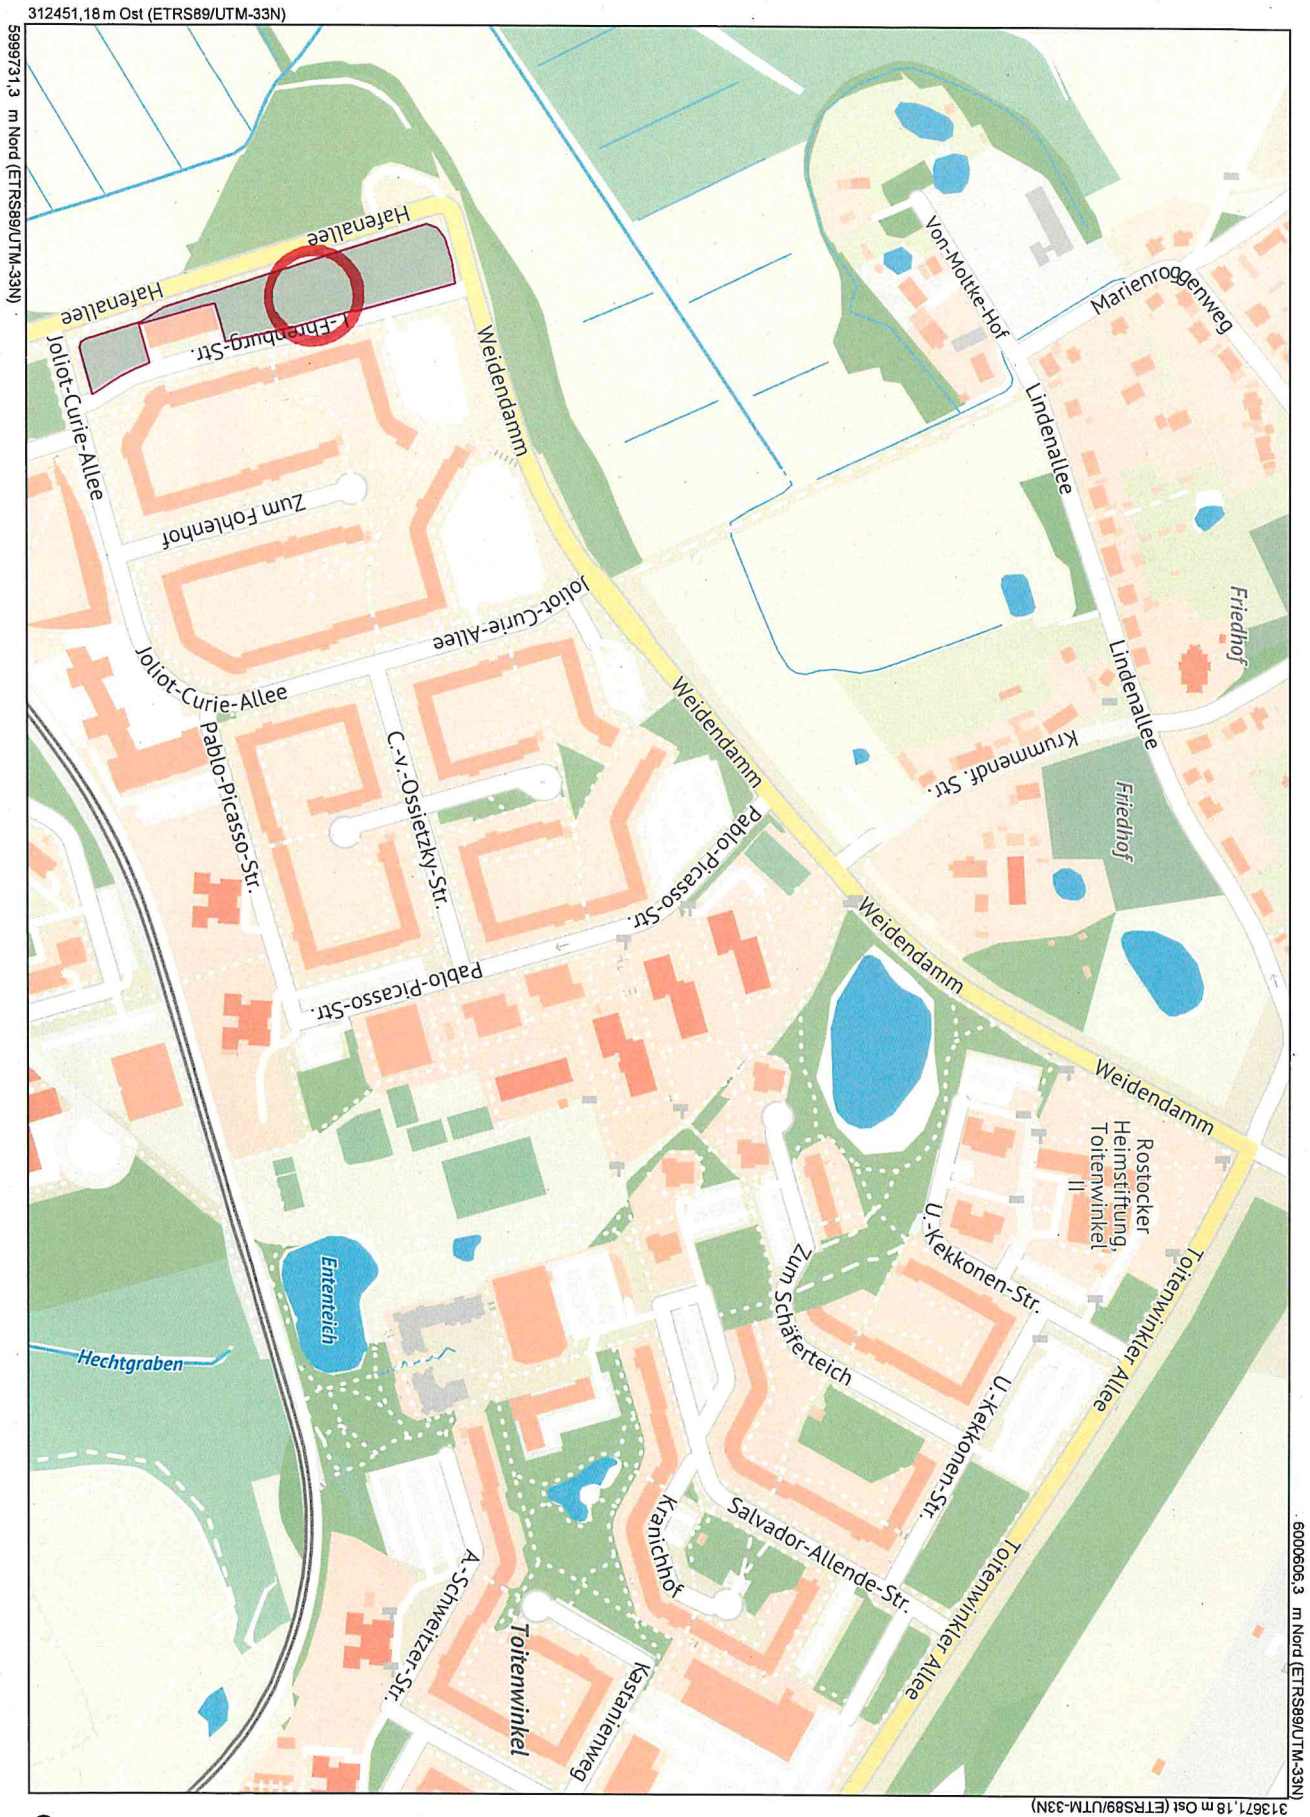 312451,18 m Ost (ETRS89/UTM-33N)
5999731,3 m Nord (ETRS89/UTM-33N)
Hafenallee
Hafenallee
I.-Ehrenburg-Str.
Joliot-Curie-Allee
Weidendamm
Von-Moltke-Hof
Marienroggenweg
Lindenallee
Zum Fohlenhof
Joliot-Curie-Allee
Friedhof
Joliot-Curie-Allee
Lindenallee
Weidendamm
Krummendf. Str.
Pablo-Picasso-Str.
C.-v.-Ossietzky-Str.
Friedhof
Pablo-Picasso-Str.
Weidendamm
Pablo-Picasso-Str.
Weidendamm
Rostocker
Heimstiftung,
Toitenwinkel
II
U.-Kekkonen-Str.
Zum Schäferteich
Toitenwinkler Allee
Ententeich
Hechtgraben
U.-Kekkonen-Str.
Kranichhof
Salvador-Allende-Str.
Toitenwinkler Allee
A.-Schweitzer-Str.
Toitenwinkel
Kastanienweg
6000606,3 m Nord (ETRS89/UTM-33N)
313671,18 m Ost (ETRS89/UTM-33N)